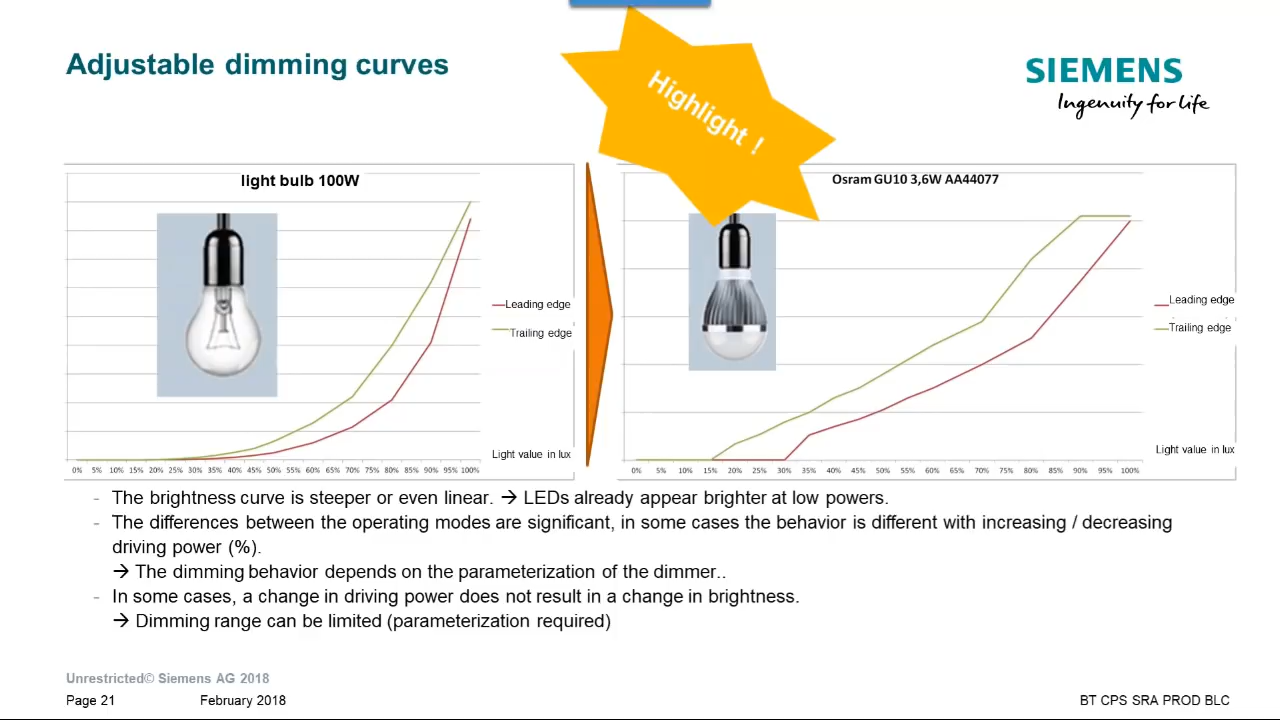 Adjustable dimming curves
Highlight !
SIEMENS
Ingenuity for life
light bulb 100W
Leading edge
Trailing edge
Light value in lux
0% 5% 10% 15% 20% 25% 30% 35% 40% 45% 50% 60% 70% 80% 90% 95% 100%
Osram GU10 3,6W AA44077
Leading edge
Trailing edge
Light value in lux
0% 5% 10% 15% 20% 25% 30% 35% 40% 45% 50% 55% 60% 65% 70% 80% 85% 90% 95% 100%
- The brightness curve is steeper or even linear. → LEDs already appear brighter at low powers.
- The differences between the operating modes are significant, in some cases the behavior is different with increasing / decreasing
driving power (%).
→ The dimming behavior depends on the parameterization of the dimmer..
- In some cases, a change in driving power does not result in a change in brightness.
→ Dimming range can be limited (parameterization required)
Unrestricted© Siemens AG 2018
Page 21 February 2018 BT CPS SRA PROD BLC